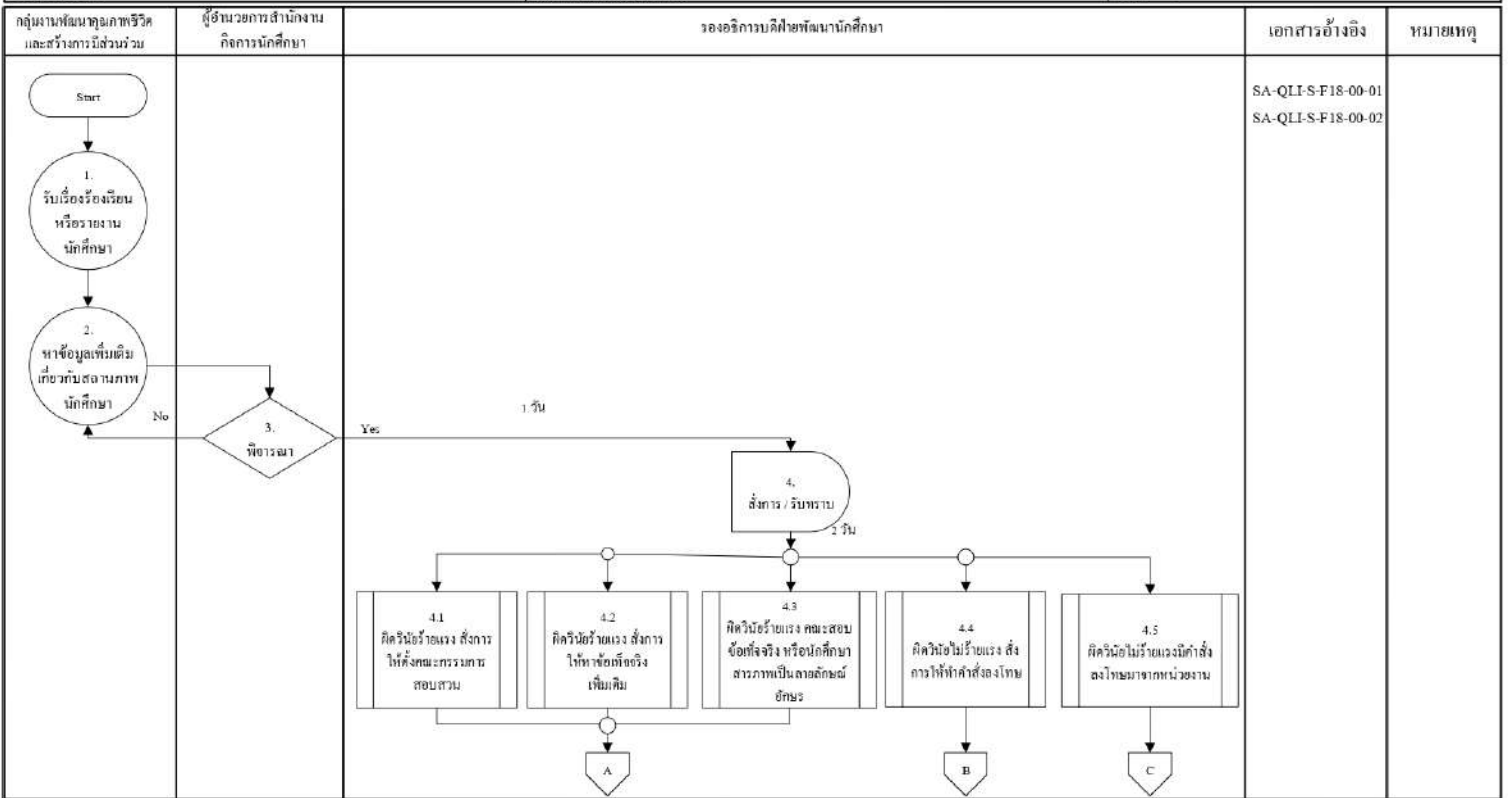 กลุ่มงานพัฒนาคุณภาพชีวิต
และสร้างการมีส่วนร่วม
ผู้อำนวยการสำนักงาน
กิจการนักศึกษา
รองอธิการบดีฝ่ายพัฒนานักศึกษา
เอกสารอ้างอิง
หมายเหตุ
Start
SA-QLI-S-F18-00-01
SA-QLI-S-F18-00-02
1.
รับเรื่องร้องเรียน
หรือรายงาน
นักศึกษา
2.
หาข้อมูลเพิ่มเติม
เกี่ยวกับสถานภาพ
นักศึกษา
No
3.
พิจารณา
Yes
1 วัน
4.
สั่งการ / รับทราบ
2 วัน
4.1
ผิดวินัยร้ายแรง สั่งการ
ให้ตั้งคณะกรรมการ
สอบสวน
4.2
ผิดวินัยร้ายแรง สั่งการ
ให้หาข้อเท็จจริง
เพิ่มเติม
4.3
ผิดวินัยร้ายแรง คณะสอบ
ข้อเท็จจริง หรือนักศึกษา
สารภาพเป็นลายลักษณ์
อักษร
4.4
ผิดวินัยไม่ร้ายแรง สั่ง
การให้ทำคำสั่งลงโทษ
4.5
ผิดวินัยไม่ร้ายแรงมีคำสั่ง
ลงโทษมาจากหน่วยงาน
A
B
C